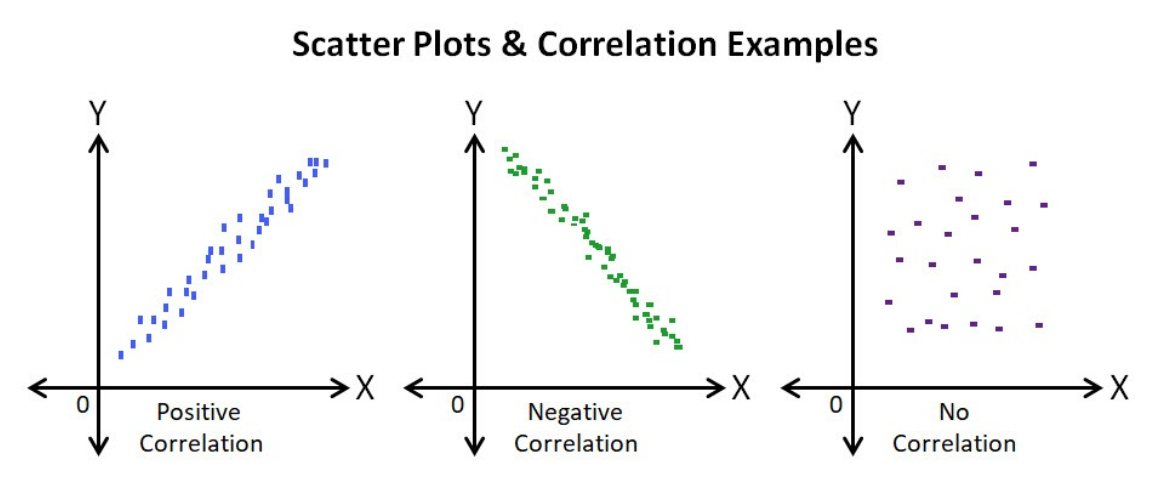 Scatter Plots & Correlation Examples
Y
X
0
Positive
Correlation
Y
X
0
Negative
Correlation
Y
X
0
No
Correlation